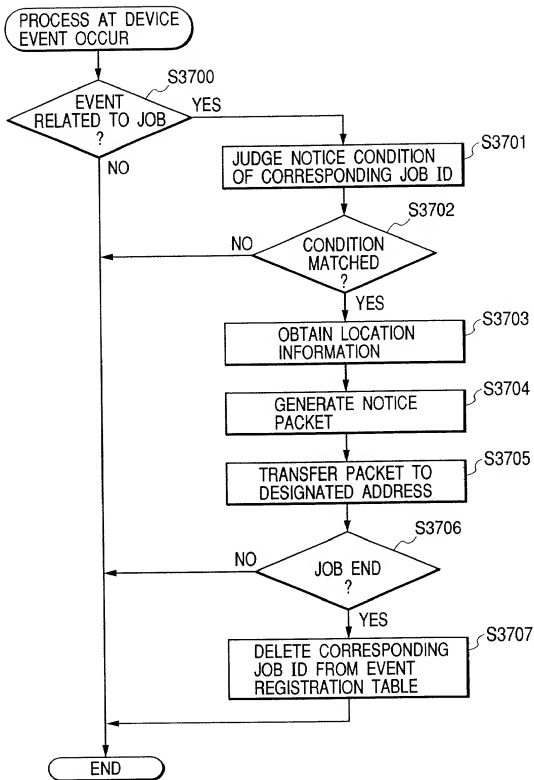 PROCESS AT DEVICE
EVENT OCCUR
S3700
EVENT
RELATED TO JOB
?
YES
NO
S3701
JUDGE NOTICE CONDITION
OF CORRESPONDING JOB ID
S3702
CONDITION
MATCHED
?
NO
YES
S3703
OBTAIN LOCATION
INFORMATION
S3704
GENERATE NOTICE
PACKET
S3705
TRANSFER PACKET TO
DESIGNATED ADDRESS
S3706
JOB END
?
NO
YES
S3707
DELETE CORRESPONDING
JOB ID FROM EVENT
REGISTRATION TABLE
END